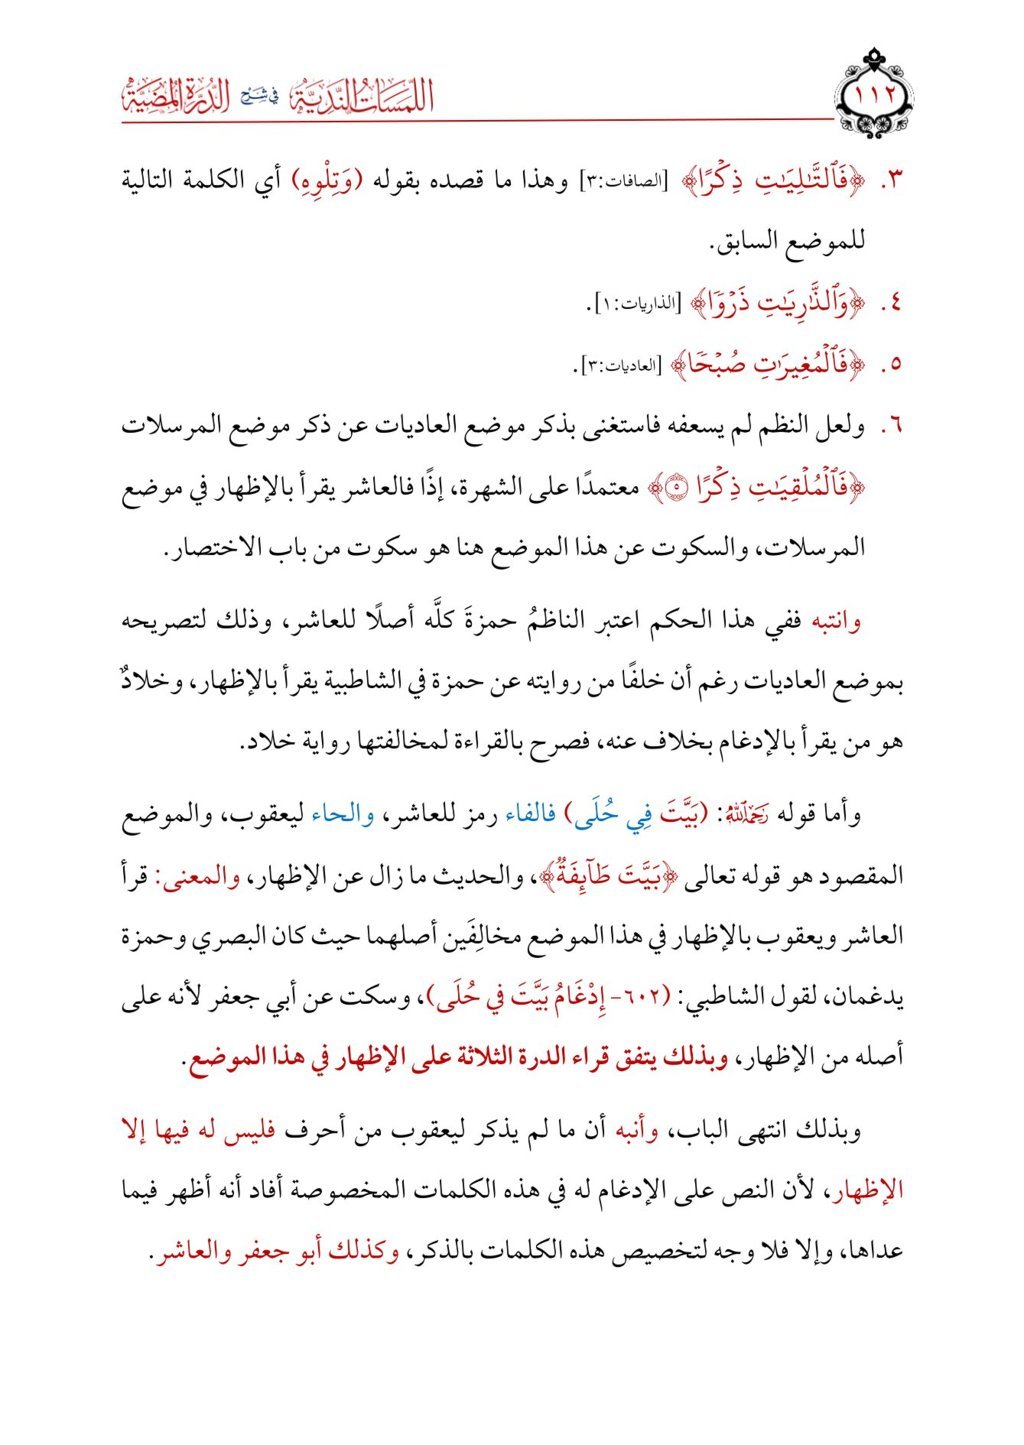 ١١٢
اللمسات الندية في شرح الدرة المضية
٣. ﴿فَٱلتَّٰلِيَٰتِ ذِكْرًا﴾ [الصافات:٣] وهذا ما قصده بقوله (وَتِلْوِهِ) أي الكلمة التالية
للموضع السابق.
٤. ﴿وَٱلذَّٰرِيَٰتِ ذَرْوًا﴾ [الذاريات:١].
٥. ﴿فَٱلْمُغِيرَٰتِ صُبْحًا﴾ [العاديات:٣].
٦. ولعل النظم لم يسعفه فاستغنى بذكر موضع العاديات عن ذكر موضع المرسلات
﴿فَٱلْمُلْقِيَٰتِ ذِكْرًا ۝٥﴾ معتمدًا على الشهرة، إذًا فالعاشر يقرأ بالإظهار في موضع
المرسلات، والسكوت عن هذا الموضع هنا هو سكوت من باب الاختصار.
وانتبه ففي هذا الحكم اعتبر الناظمُ حمزةَ كلَّه أصلًا للعاشر، وذلك لتصريحه
بموضع العاديات رغم أن خلفًا من روايته عن حمزة في الشاطبية يقرأ بالإظهار، وخلادٌ
هو من يقرأ بالإدغام بخلاف عنه، فصرح بالقراءة لمخالفتها رواية خلاد.
وأما قوله رَحِمَهُ ٱللَّهُ: (بَيَّتَ فِي حُلَى) فالفاء رمز للعاشر، والحاء ليعقوب، والموضع
المقصود هو قوله تعالى ﴿بَيَّتَ طَآئِفَةٌ﴾، والحديث ما زال عن الإظهار، والمعنى: قرأ
العاشر ويعقوب بالإظهار في هذا الموضع مخالِفَين أصلهما حيث كان البصري وحمزة
يدغمان، لقول الشاطبي: (٦٠٢- إِدْغَامُ بَيَّتَ في حُلَى)، وسكت عن أبي جعفر لأنه على
أصله من الإظهار، وبذلك يتفق قراء الدرة الثلاثة على الإظهار في هذا الموضع.
وبذلك انتهى الباب، وأنبه أن ما لم يذكر ليعقوب من أحرف فليس له فيها إلا
الإظهار، لأن النص على الإدغام له في هذه الكلمات المخصوصة أفاد أنه أظهر فيما
عداها، وإلا فلا وجه لتخصيص هذه الكلمات بالذكر، وكذلك أبو جعفر والعاشر.